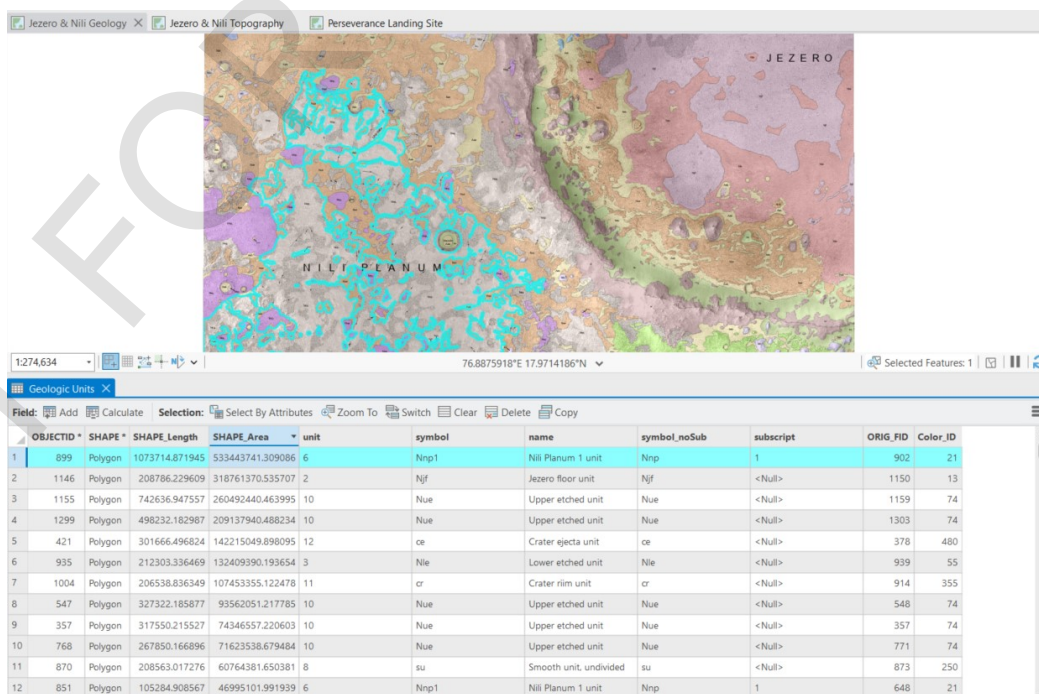 Jezero & Nili Geology Jezero & Nili Topography Perseverance Landing Site
JEZERO
NILI PLANUM
1:274,634 76.8875918°E 17.9714186°N Selected Features: 1
Geologic Units
Field: Add Calculate Selection: Select By Attributes Zoom To Switch Clear Delete Copy
OBJECTID * SHAPE * SHAPE_Length SHAPE_Area unit symbol name symbol_noSub subscript ORIG_FID Color_ID
1 899 Polygon 1073714.871945 533443741.309086 6 Nnp1 Nili Planum 1 unit Nnp 1 902 21
2 1146 Polygon 208786.229609 318761370.535707 2 Njf Jezero floor unit Njf <Null> 1150 13
3 1155 Polygon 742636.947557 260492440.463995 10 Nue Upper etched unit Nue <Null> 1159 74
4 1299 Polygon 498232.182987 209137940.488234 10 Nue Upper etched unit Nue <Null> 1303 74
5 421 Polygon 301666.496824 142215049.898095 12 ce Crater ejecta unit ce <Null> 378 480
6 935 Polygon 212303.336469 132409390.193654 3 Nle Lower etched unit Nle <Null> 939 55
7 1004 Polygon 206538.836349 107453355.122478 11 cr Crater riim unit cr <Null> 914 355
8 547 Polygon 327322.185877 93562051.217785 10 Nue Upper etched unit Nue <Null> 548 74
9 357 Polygon 317550.215527 74346557.220603 10 Nue Upper etched unit Nue <Null> 357 74
10 768 Polygon 267850.166896 71623538.679484 10 Nue Upper etched unit Nue <Null> 771 74
11 870 Polygon 208563.017276 60764381.650381 8 su Smooth unit, undivided su <Null> 873 250
12 851 Polygon 105284.908567 46995101.991939 6 Nnp1 Nili Planum 1 unit Nnp 1 648 21